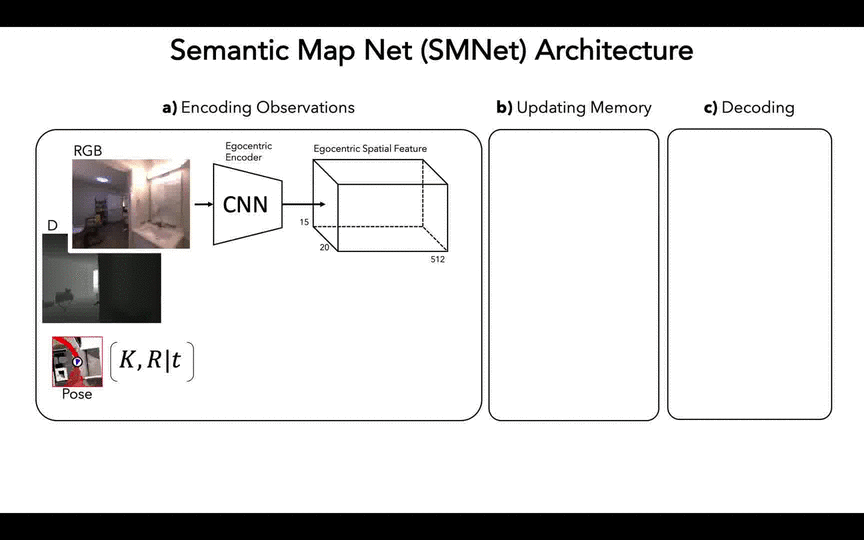 Semantic Map Net (SMNet) Architecture
a) Encoding Observations
b) Updating Memory
c) Decoding
RGB
Egocentric
Encoder
Egocentric Spatial Feature
CNN
D
15
20
512
[K, R|t]
Pose